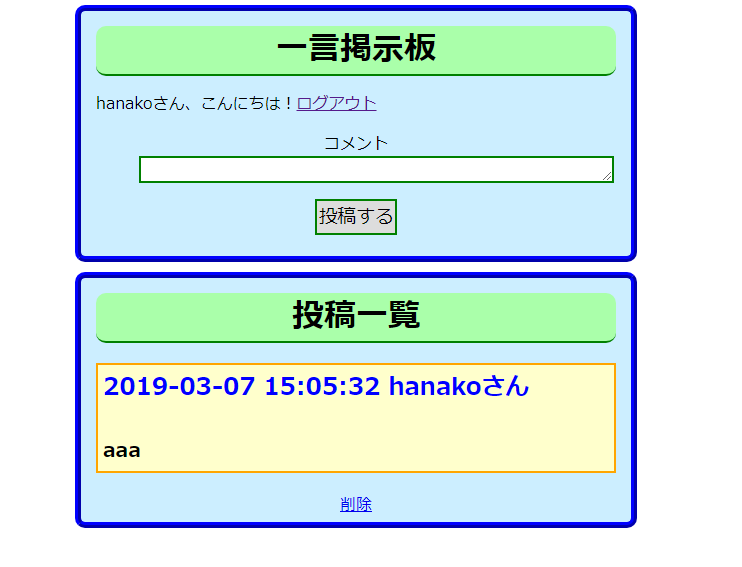 一言掲示板
hanakoさん、こんにちは！ログアウト
コメント
投稿する
投稿一覧
2019-03-07 15:05:32 hanakoさん
aaa
削除